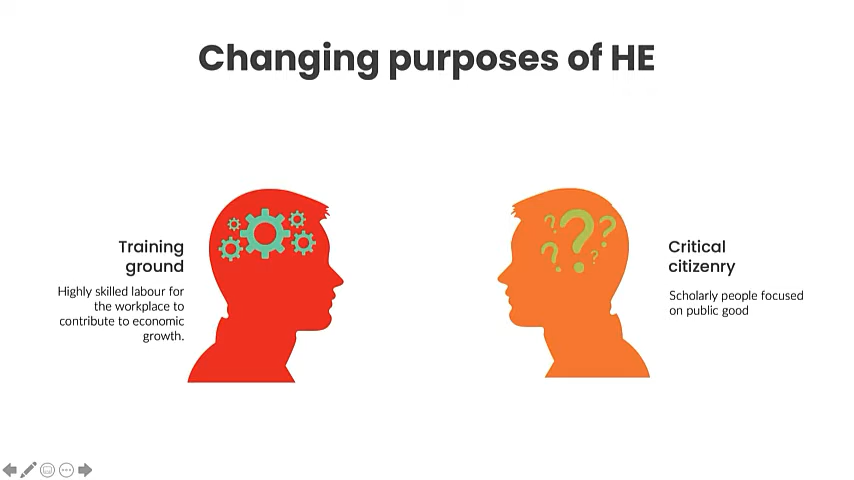 Changing purposes of HE
Training
ground
Highly skilled labour for
the workplace to
contribute to economic
growth.
Critical
citizenry
Scholarly people focused
on public good